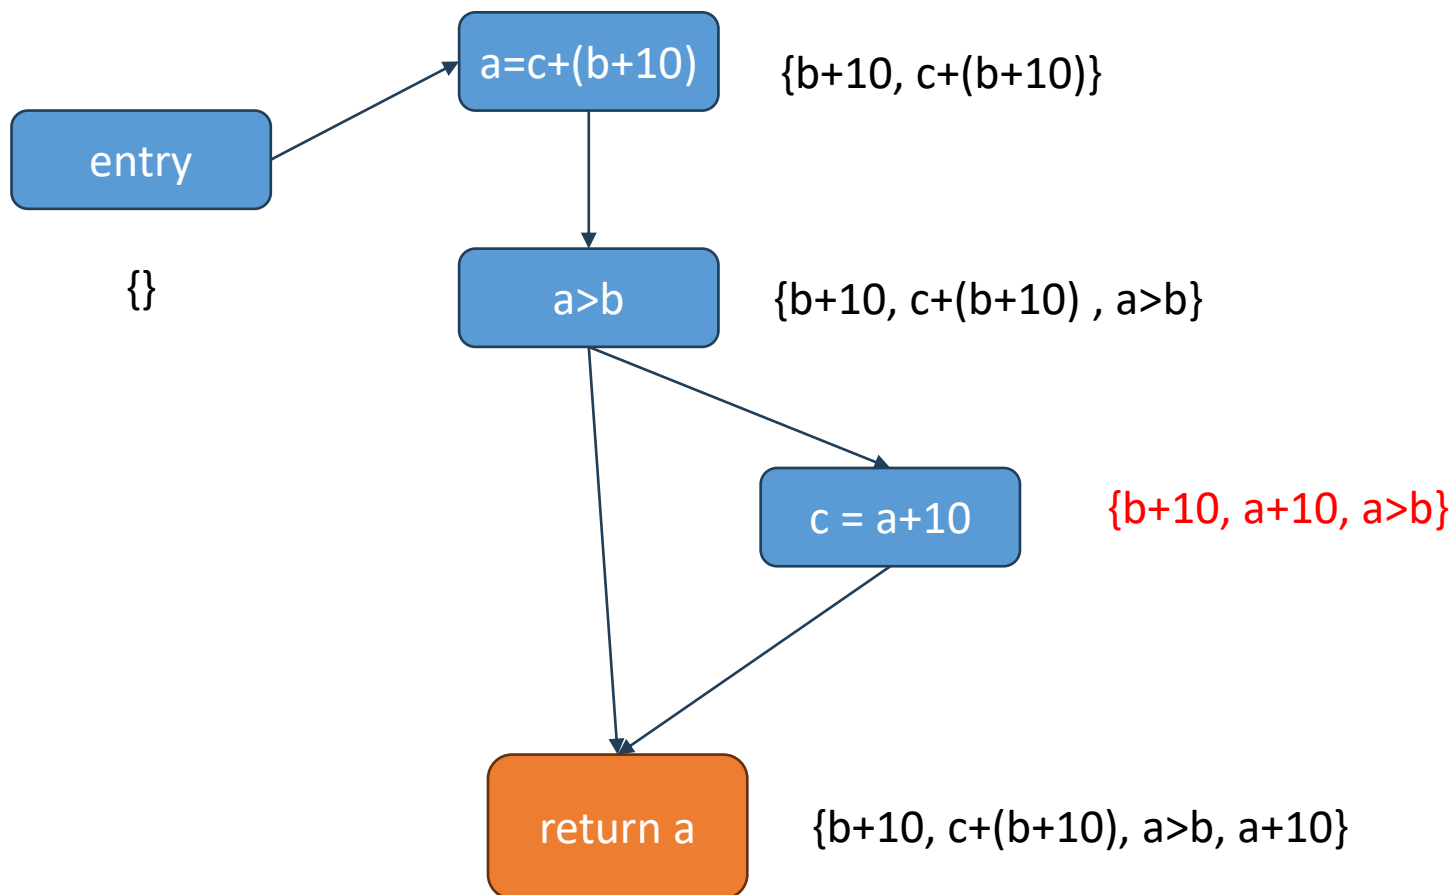 a=c+(b+10)
{b+10, c+(b+10)}
entry
{}
a>b
{b+10, c+(b+10) , a>b}
c = a+10
{b+10, a+10, a>b}
return a
{b+10, c+(b+10), a>b, a+10}